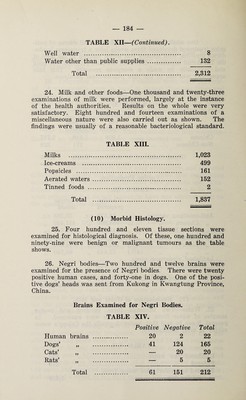 — 184 —
TABLE XII—(Continued).
Well water ........................................ 8
Water other than public supplies ............... 132
Total ........................................ 2,312
24. Milk and other foods—One thousand and twenty-three
examinations of milk were performed, largely at the instance
of the health authorities. Results on the whole were very
satisfactory. Eight hundred and fourteen examinations of a
miscellaneous nature were also carried out as shown. The
findings were usually of a reasonable bacteriological standard.
TABLE XIII.
Milks ........................................ 1,023
Ice-creams ........................................ 499
Popsicles ........................................ 161
Aerated waters ........................................ 152
Tinned foods ........................................ 2
Total ........................................ 1,837
(10) Morbid Histology.
25. Four hundred and eleven tissue sections were
examined for histological diagnosis. Of these, one hundred and
ninety-nine were benign or malignant tumours as the table
shows.
26. Negri bodies—Two hundred and twelve brains were
examined for the presence of Negri bodies. There were twenty
positive human cases, and forty-one in dogs. One of the posi-
tive dogs' heads was sent from Kukong in Kwangtung Province,
China.
Brains Examined for Negri Bodies.
TABLE XIV.
Positive Negative Total
Human brains ............... 20 2 22
Dogs' „ ............... 41 124 165
Cats' „ ............... — 20 20
Rats' „ ............... — 5 5
Total ............... 61 151 212